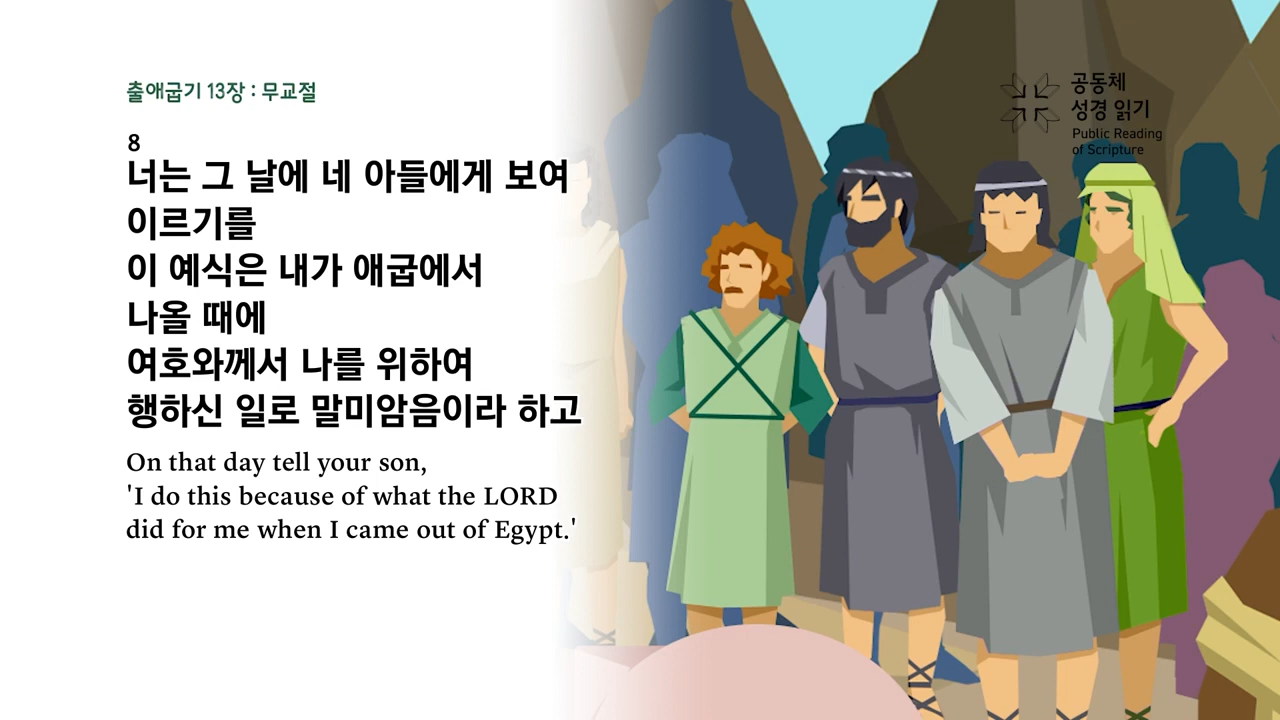 출애굽기 13장 : 무교절
8
너는 그 날에 네 아들에게 보여
이르기를
이 예식은 내가 애굽에서
나올 때에
여호와께서 나를 위하여
행하신 일로 말미암음이라 하고
On that day tell your son,
'I do this because of what the LORD
did for me when I came out of Egypt.'
공동체
성경 읽기
Public Reading
of Scripture